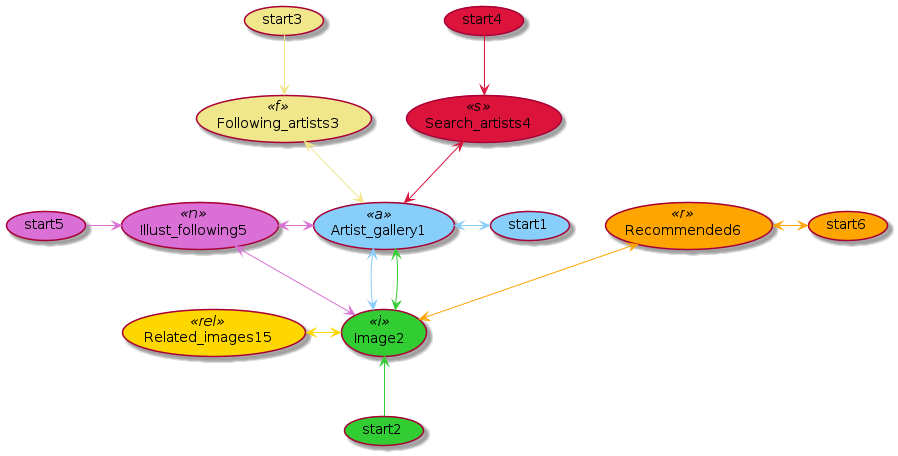 start3
start4
«f»
Following_artists3
«s»
Search_artists4
start5
«n»
Illust_following5
«a»
Artist_gallery1
start1
«r»
Recommended6
start6
«rel»
Related_images15
«i»
Image2
start2